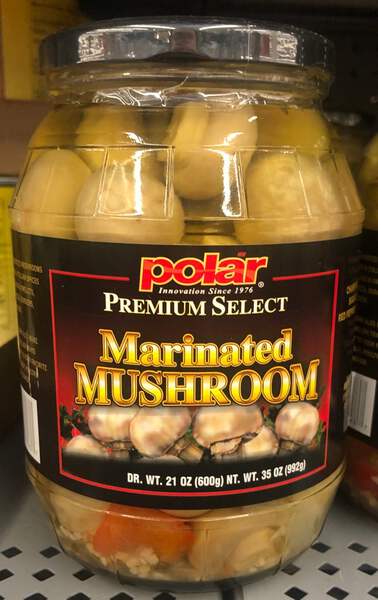 polar®
Innovation Since 1976
PREMIUM SELECT
Marinated
MUSHROOM
DR. WT. 21 OZ (600g) NT. WT. 35 OZ (992g)